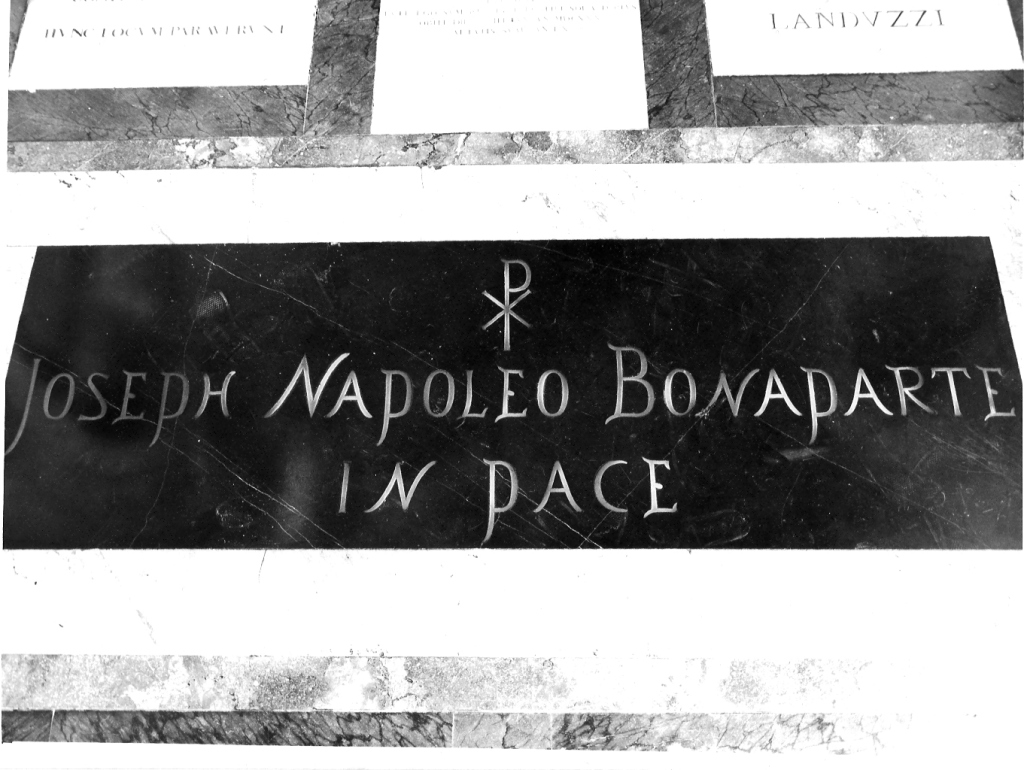 HVNC LOCVM PARAVERVNT
LANDVZZI
☧
JOSEPH NAPOLEO BONAPARTE
IN PACE